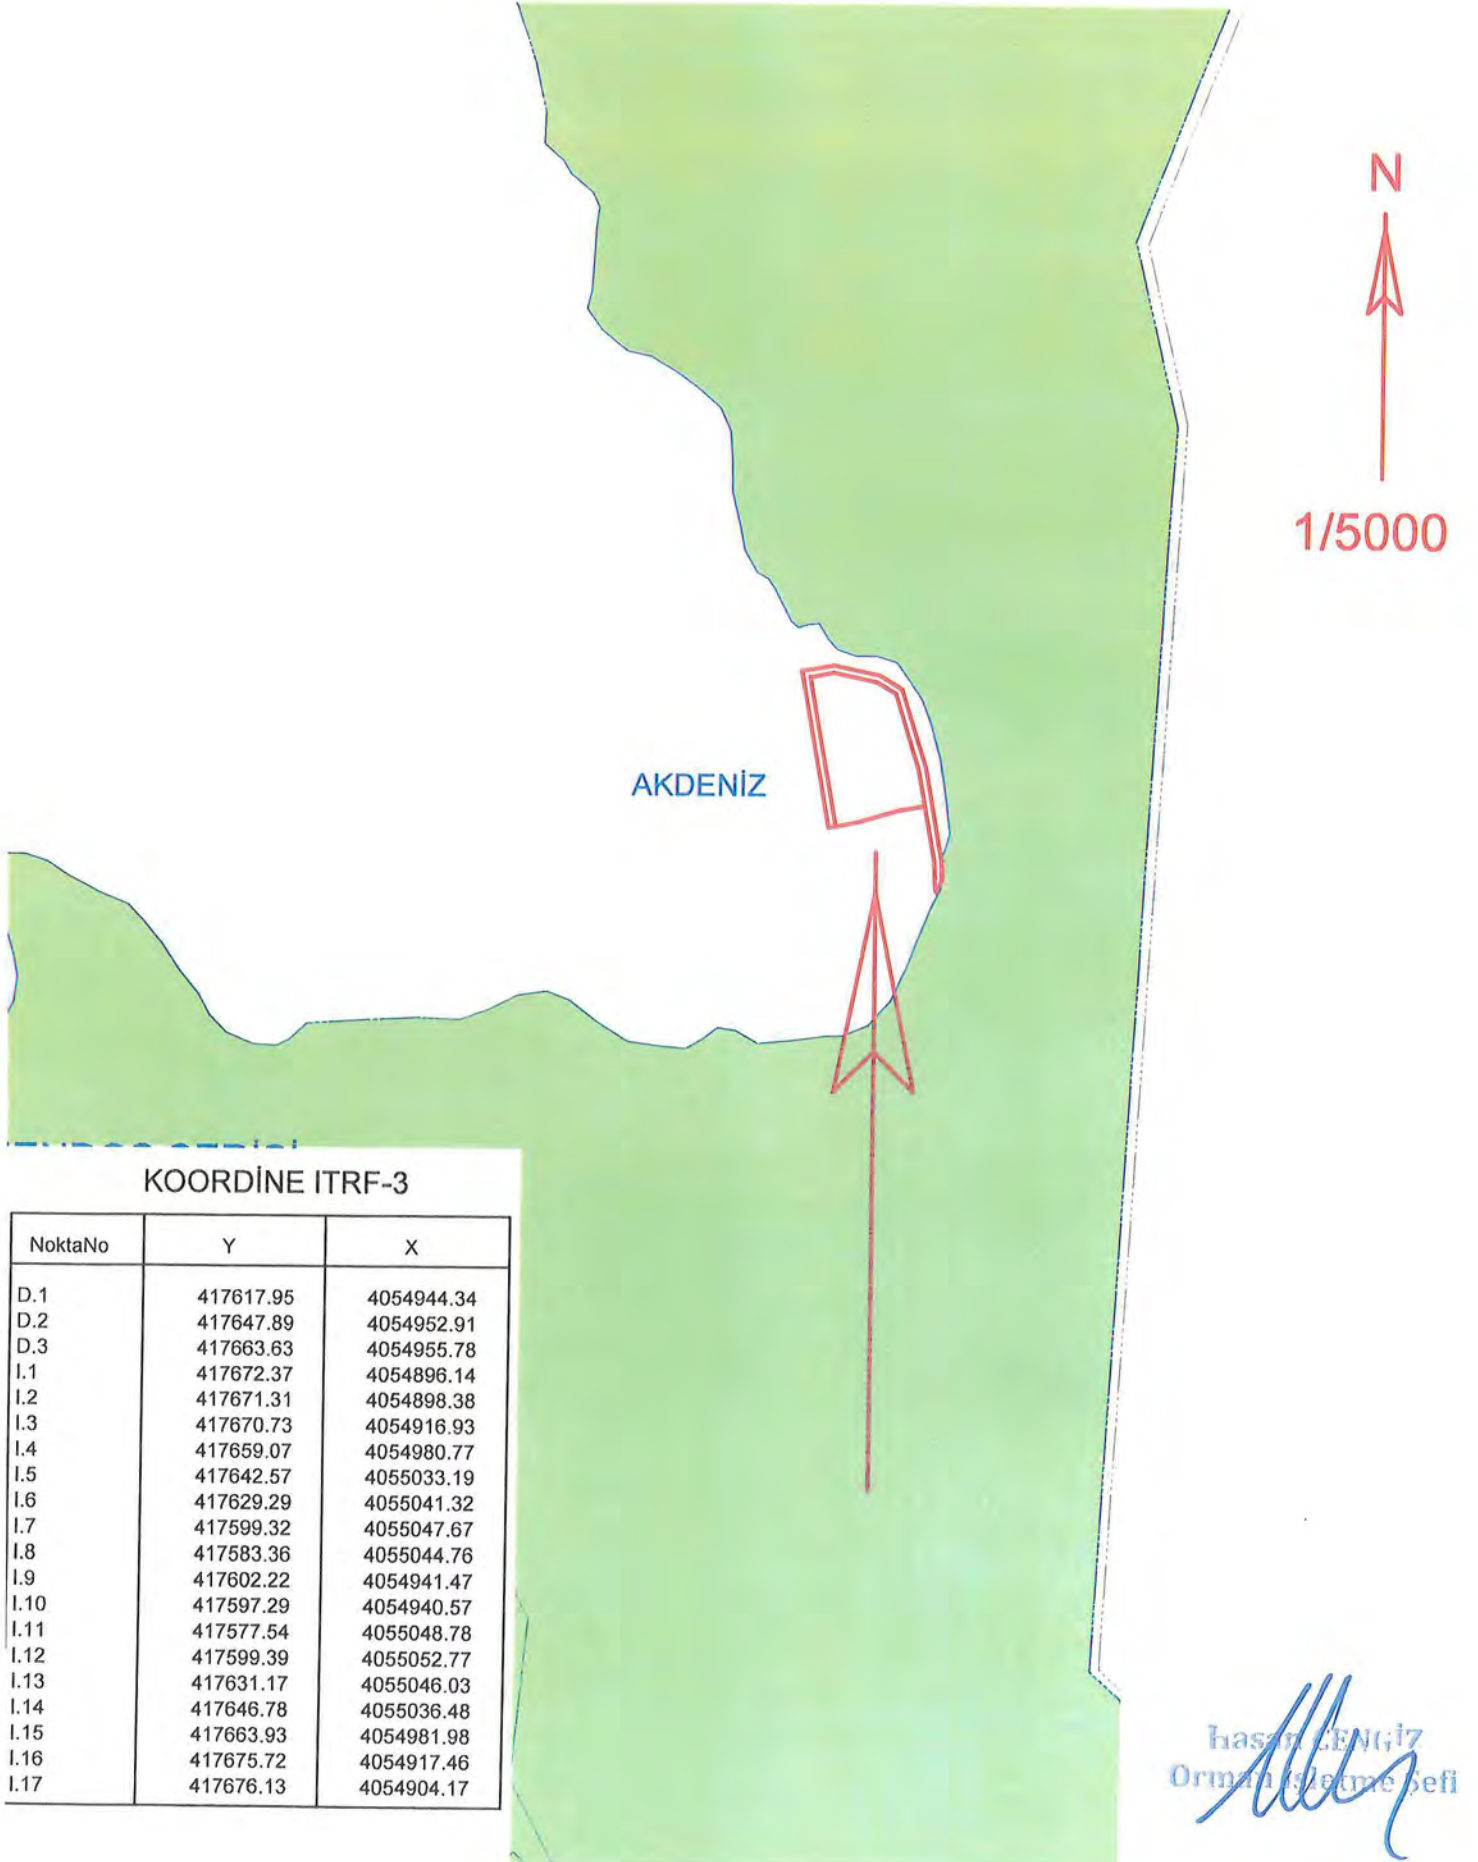 N
1/5000
AKDENİZ
KOORDİNE ITRF-3
NoktaNo Y X
D.1 417617.95 4054944.34
D.2 417647.89 4054952.91
D.3 417663.63 4054955.78
I.1 417672.37 4054896.14
I.2 417671.31 4054898.38
I.3 417670.73 4054916.93
I.4 417659.07 4054980.77
I.5 417642.57 4055033.19
I.6 417629.29 4055041.32
I.7 417599.32 4055047.67
I.8 417583.36 4055044.76
I.9 417602.22 4054941.47
I.10 417597.29 4054940.57
I.11 417577.54 4055048.78
I.12 417599.39 4055052.77
I.13 417631.17 4055046.03
I.14 417646.78 4055036.48
I.15 417663.93 4054981.98
I.16 417675.72 4054917.46
I.17 417676.13 4054904.17
Hasan CENGİZ
Orman İşletme Şefi